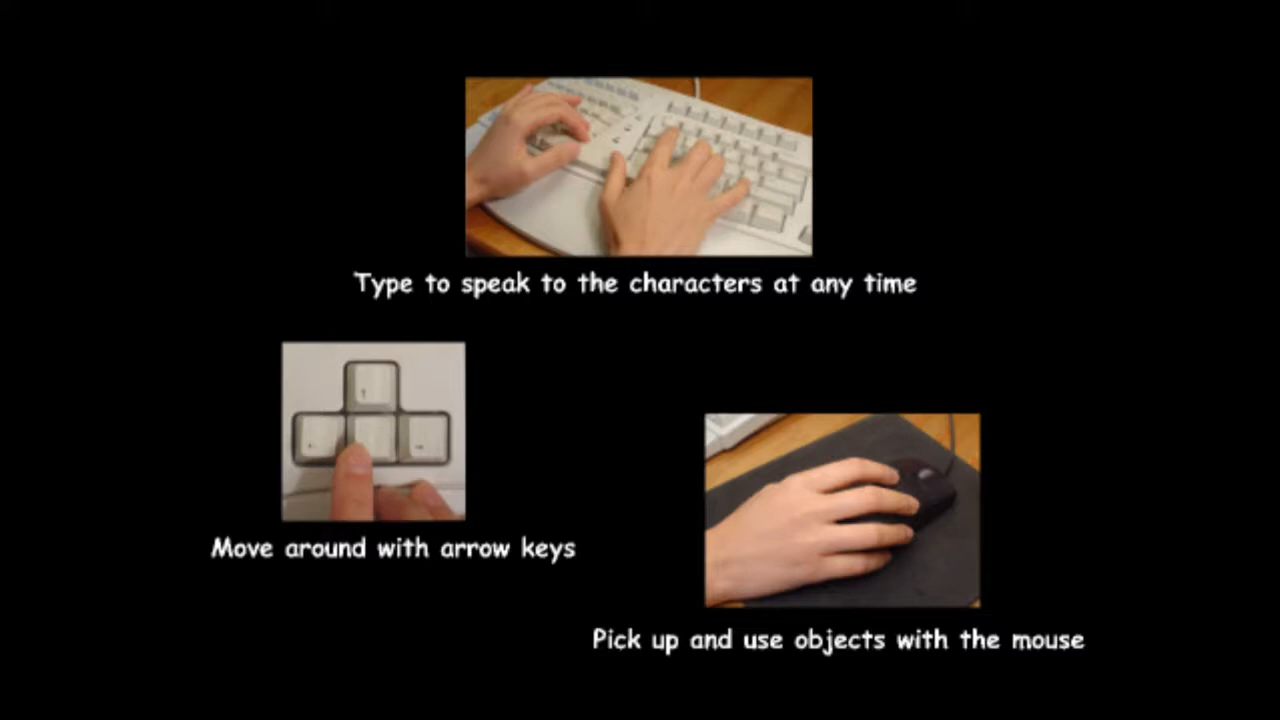 Type to speak to the characters at any time
Move around with arrow keys
Pick up and use objects with the mouse